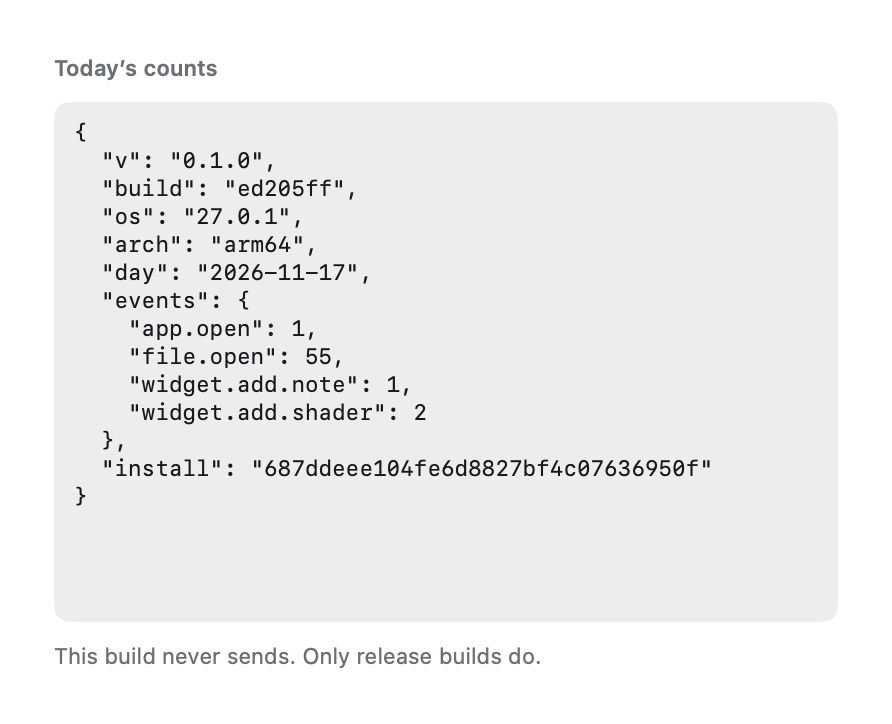 Today’s counts
{
  "v": "0.1.0",
  "build": "ed205ff",
  "os": "27.0.1",
  "arch": "arm64",
  "day": "2026-11-17",
  "events": {
    "app.open": 1,
    "file.open": 55,
    "widget.add.note": 1,
    "widget.add.shader": 2
  },
  "install": "687ddeee104fe6d8827bf4c07636950f"
}
This build never sends. Only release builds do.